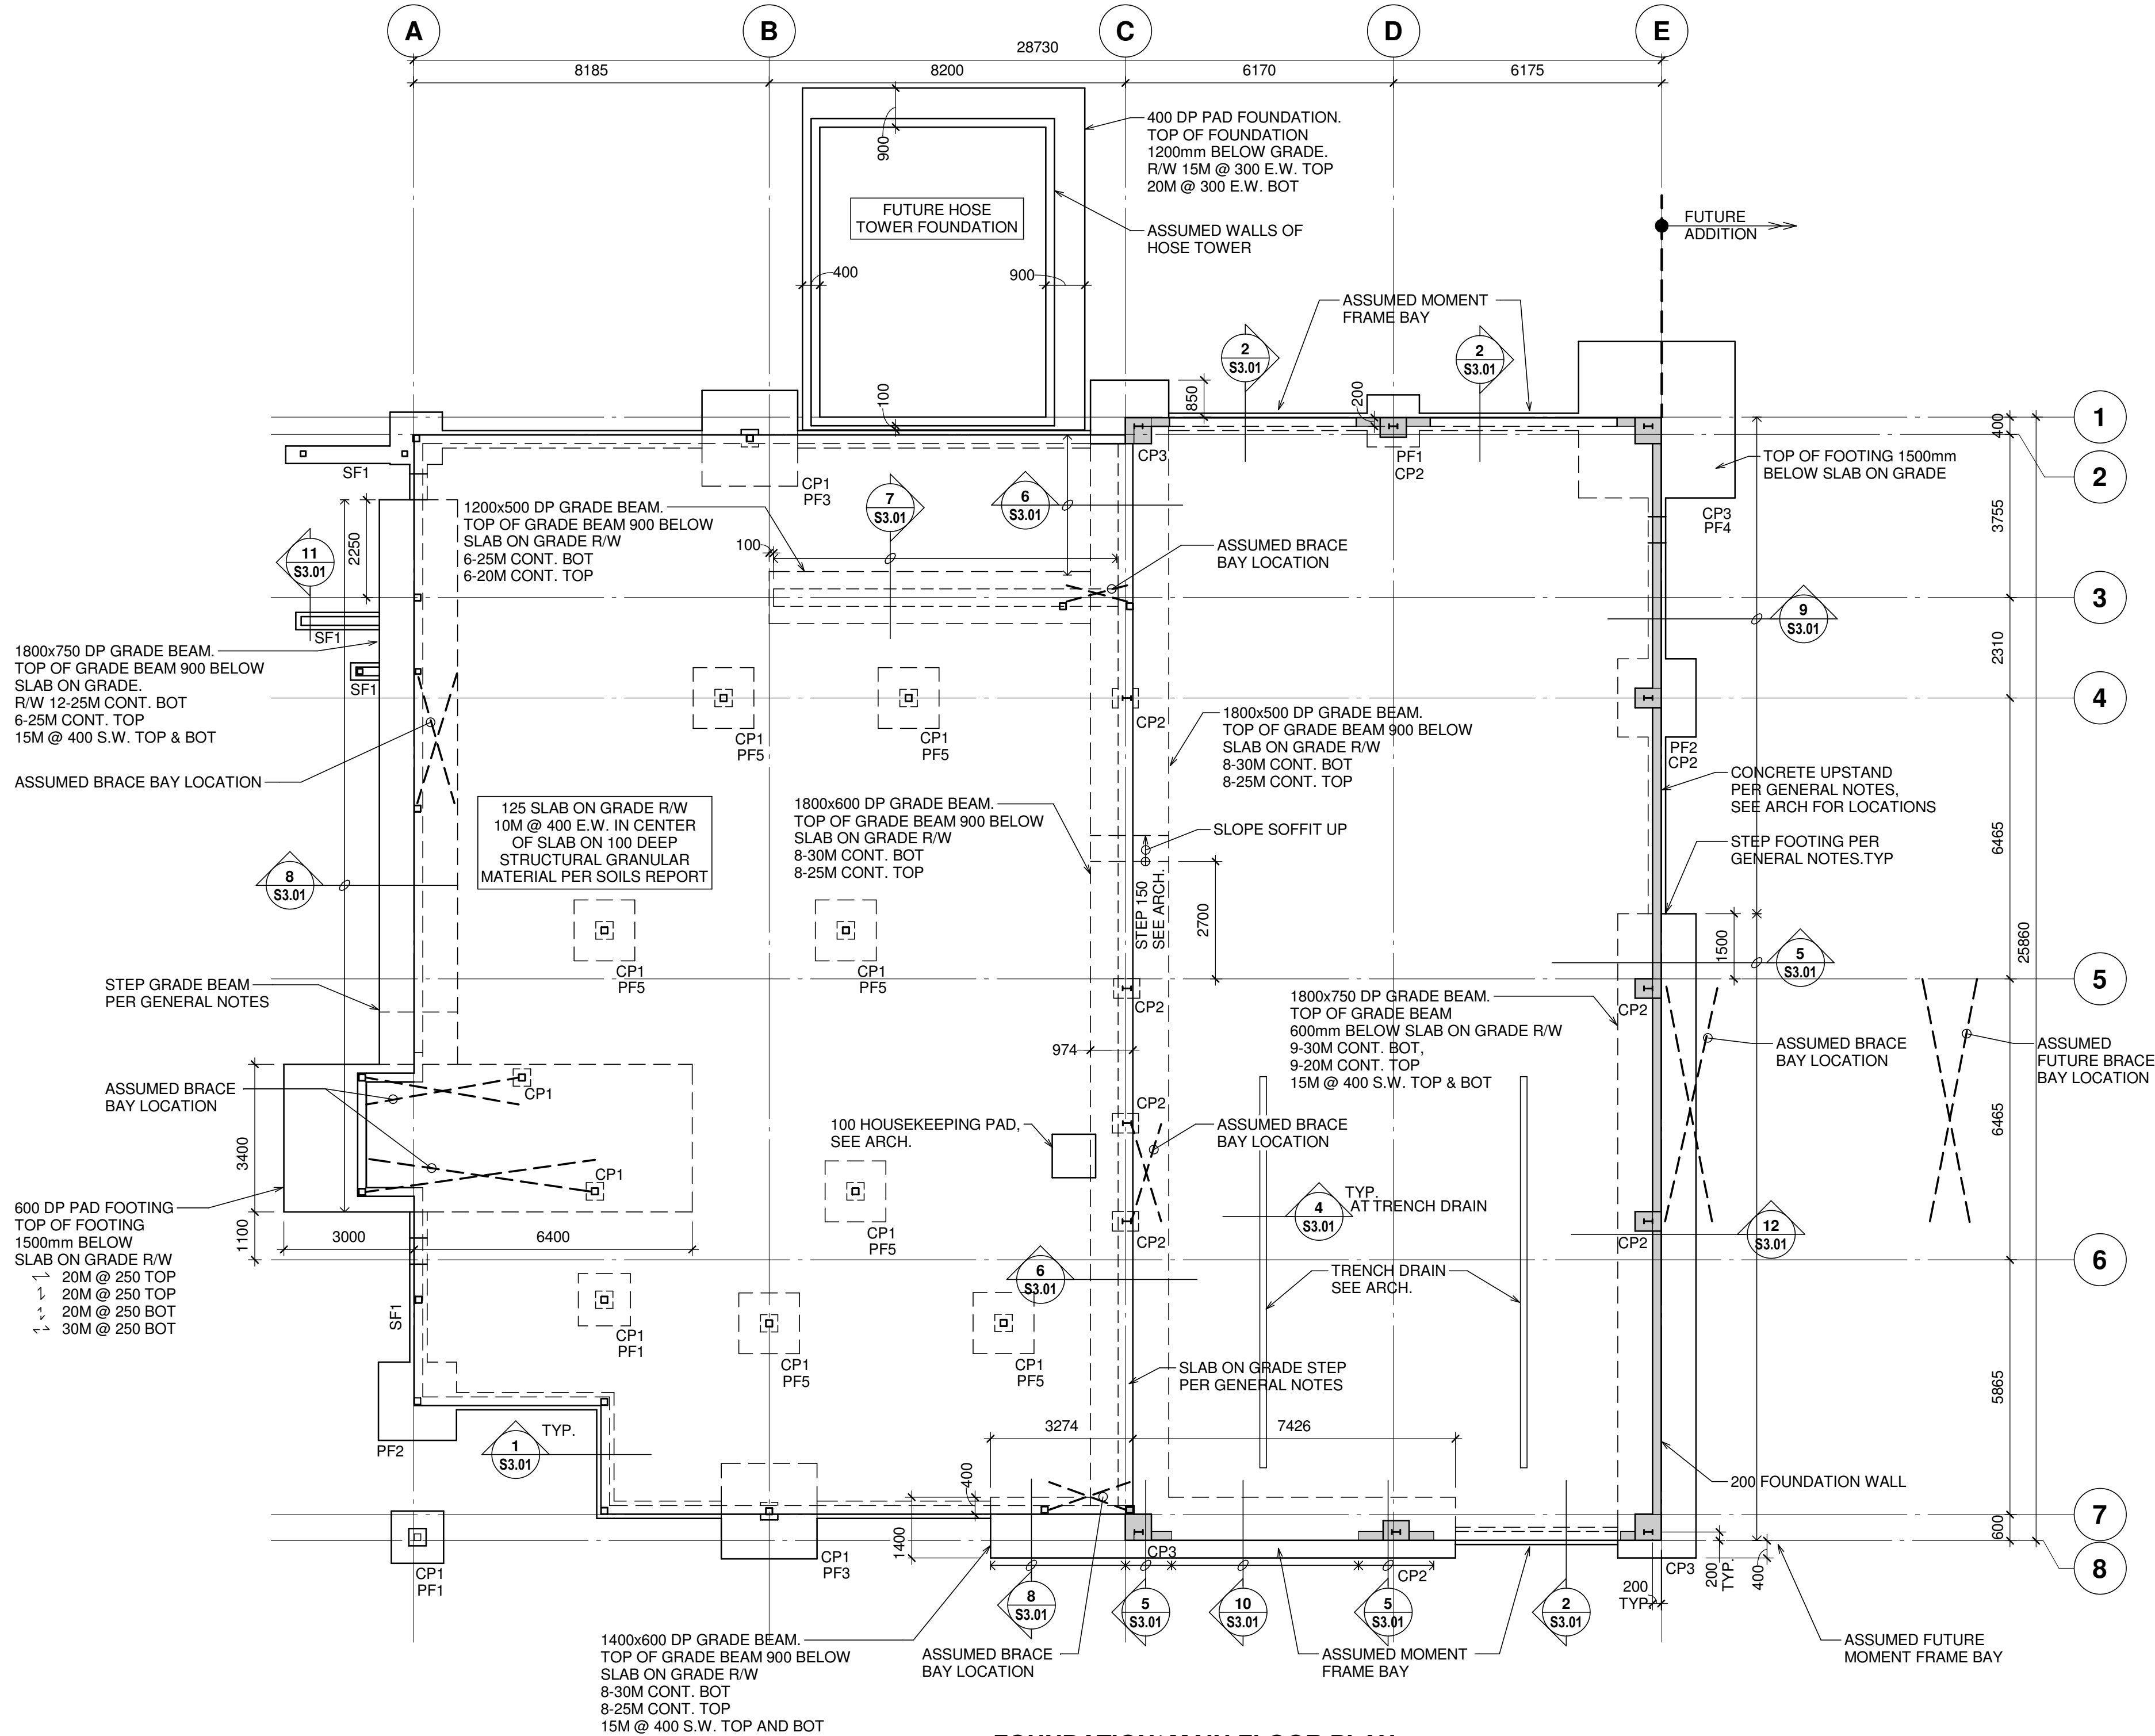 A
B
C
D
E
28730
8185
8200
6170
6175
900
400 DP PAD FOUNDATION.
TOP OF FOUNDATION
1200mm BELOW GRADE.
R/W 15M @ 300 E.W. TOP
20M @ 300 E.W. BOT
FUTURE HOSE
TOWER FOUNDATION
ASSUMED WALLS OF
HOSE TOWER
FUTURE
ADDITION
400
900
ASSUMED MOMENT
FRAME BAY
2
S3.01
2
S3.01
100
850
200
400
1
2
SF1
CP3
PF1
CP2
TOP OF FOOTING 1500mm
BELOW SLAB ON GRADE
CP1
PF3
7
S3.01
6
S3.01
CP3
PF4
3755
1200x500 DP GRADE BEAM.
TOP OF GRADE BEAM 900 BELOW
SLAB ON GRADE R/W
6-25M CONT. BOT
6-20M CONT. TOP
100
ASSUMED BRACE
BAY LOCATION
11
S3.01
2250
3
9
S3.01
SF1
2310
1800x750 DP GRADE BEAM.
TOP OF GRADE BEAM 900 BELOW
SLAB ON GRADE.
R/W 12-25M CONT. BOT
6-25M CONT. TOP
15M @ 400 S.W. TOP & BOT
SF1
4
CP1
PF5
CP1
PF5
CP2
1800x500 DP GRADE BEAM.
TOP OF GRADE BEAM 900 BELOW
SLAB ON GRADE R/W
8-30M CONT. BOT
8-25M CONT. TOP
PF2
CP2
ASSUMED BRACE BAY LOCATION
CONCRETE UPSTAND
PER GENERAL NOTES,
SEE ARCH FOR LOCATIONS
125 SLAB ON GRADE R/W
10M @ 400 E.W. IN CENTER
OF SLAB ON 100 DEEP
STRUCTURAL GRANULAR
MATERIAL PER SOILS REPORT
1800x600 DP GRADE BEAM.
TOP OF GRADE BEAM 900 BELOW
SLAB ON GRADE R/W
8-30M CONT. BOT
8-25M CONT. TOP
SLOPE SOFFIT UP
STEP FOOTING PER
GENERAL NOTES.TYP
6465
8
S3.01
STEP 150
SEE ARCH.
2700
1500
25860
5
S3.01
CP1
PF5
CP1
PF5
5
STEP GRADE BEAM
PER GENERAL NOTES
CP2
1800x750 DP GRADE BEAM.
TOP OF GRADE BEAM
600mm BELOW SLAB ON GRADE R/W
9-30M CONT. BOT,
9-20M CONT. TOP
15M @ 400 S.W. TOP & BOT
CP2
974
ASSUMED BRACE
BAY LOCATION
ASSUMED
FUTURE BRACE
BAY LOCATION
ASSUMED BRACE
BAY LOCATION
CP1
CP2
100 HOUSEKEEPING PAD,
SEE ARCH.
ASSUMED BRACE
BAY LOCATION
6465
3400
CP1
600 DP PAD FOOTING
TOP OF FOOTING
1500mm BELOW
SLAB ON GRADE R/W
20M @ 250 TOP
20M @ 250 TOP
20M @ 250 BOT
30M @ 250 BOT
1100
3000
6400
CP1
PF5
CP2
4
S3.01
TYP.
AT TRENCH DRAIN
CP2
12
S3.01
6
6
S3.01
TRENCH DRAIN
SEE ARCH.
SF1
CP1
PF1
CP1
PF5
CP1
PF5
SLAB ON GRADE STEP
PER GENERAL NOTES
5865
3274
7426
PF2
1
S3.01
TYP.
400
200 FOUNDATION WALL
7
1400
600
CP1
PF1
CP1
PF3
CP3
CP2
CP3
200
TYP.
400
8
200
TYP.
8
S3.01
5
S3.01
10
S3.01
5
S3.01
2
S3.01
1400x600 DP GRADE BEAM.
TOP OF GRADE BEAM 900 BELOW
SLAB ON GRADE R/W
8-30M CONT. BOT
8-25M CONT. TOP
15M @ 400 S.W. TOP AND BOT
ASSUMED BRACE
BAY LOCATION
ASSUMED MOMENT
FRAME BAY
ASSUMED FUTURE
MOMENT FRAME BAY